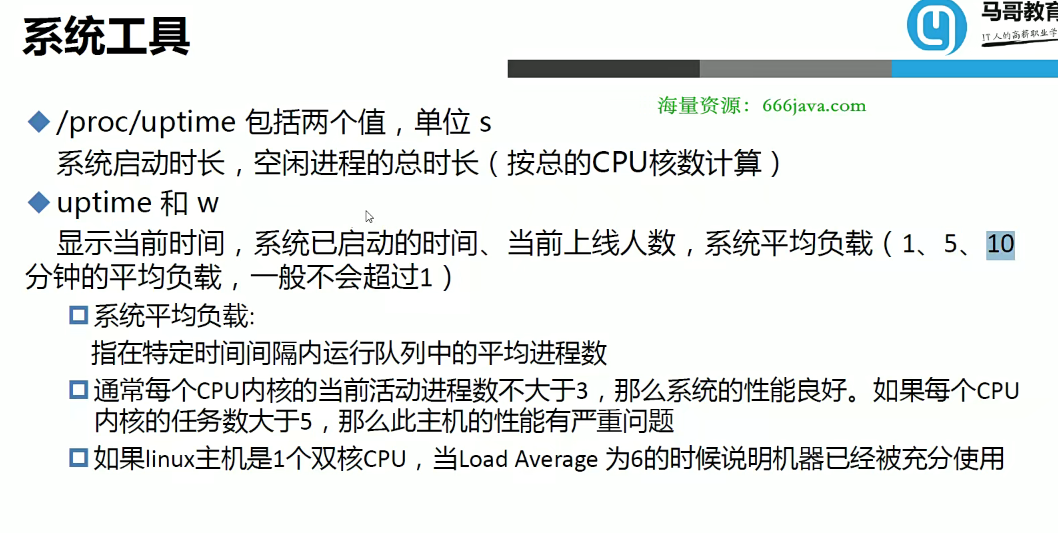 系统工具
马哥教育
IT人的高薪职业学
海量资源：666java.com
/proc/uptime 包括两个值，单位 s
系统启动时长，空闲进程的总时长（按总的CPU核数计算）
uptime 和 w
显示当前时间，系统已启动的时间、当前上线人数，系统平均负载（1、5、10
分钟的平均负载，一般不会超过1）
系统平均负载:
指在特定时间间隔内运行队列中的平均进程数
通常每个CPU内核的当前活动进程数不大于3，那么系统的性能良好。如果每个CPU
内核的任务数大于5，那么此主机的性能有严重问题
如果linux主机是1个双核CPU，当Load Average 为6的时候说明机器已经被充分使用